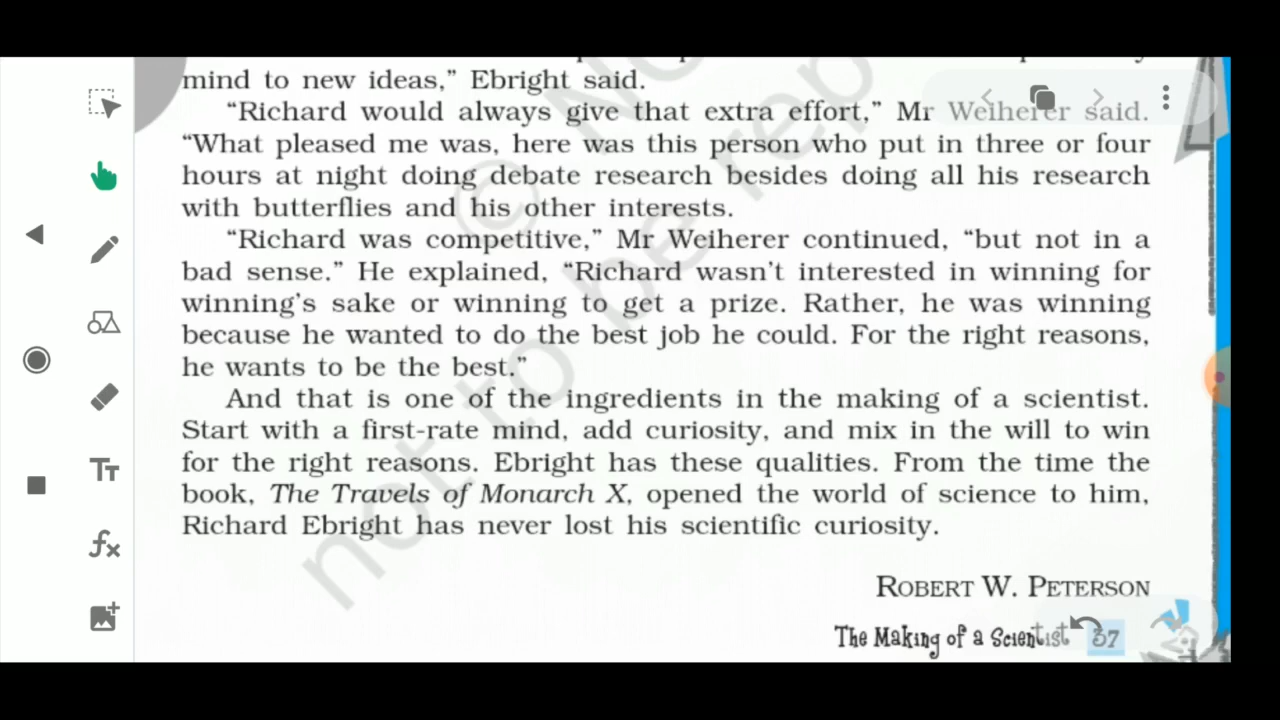 mind to new ideas," Ebright said.
"Richard would always give that extra effort," Mr Weiherer said.
"What pleased me was, here was this person who put in three or four
hours at night doing debate research besides doing all his research
with butterflies and his other interests.
"Richard was competitive," Mr Weiherer continued, "but not in a
bad sense." He explained, "Richard wasn't interested in winning for
winning's sake or winning to get a prize. Rather, he was winning
because he wanted to do the best job he could. For the right reasons,
he wants to be the best."
And that is one of the ingredients in the making of a scientist.
Start with a first-rate mind, add curiosity, and mix in the will to win
for the right reasons. Ebright has these qualities. From the time the
book, The Travels of Monarch X, opened the world of science to him,
Richard Ebright has never lost his scientific curiosity.
ROBERT W. PETERSON
The Making of a Scientist 37
© No
not to be rep
TT
fx